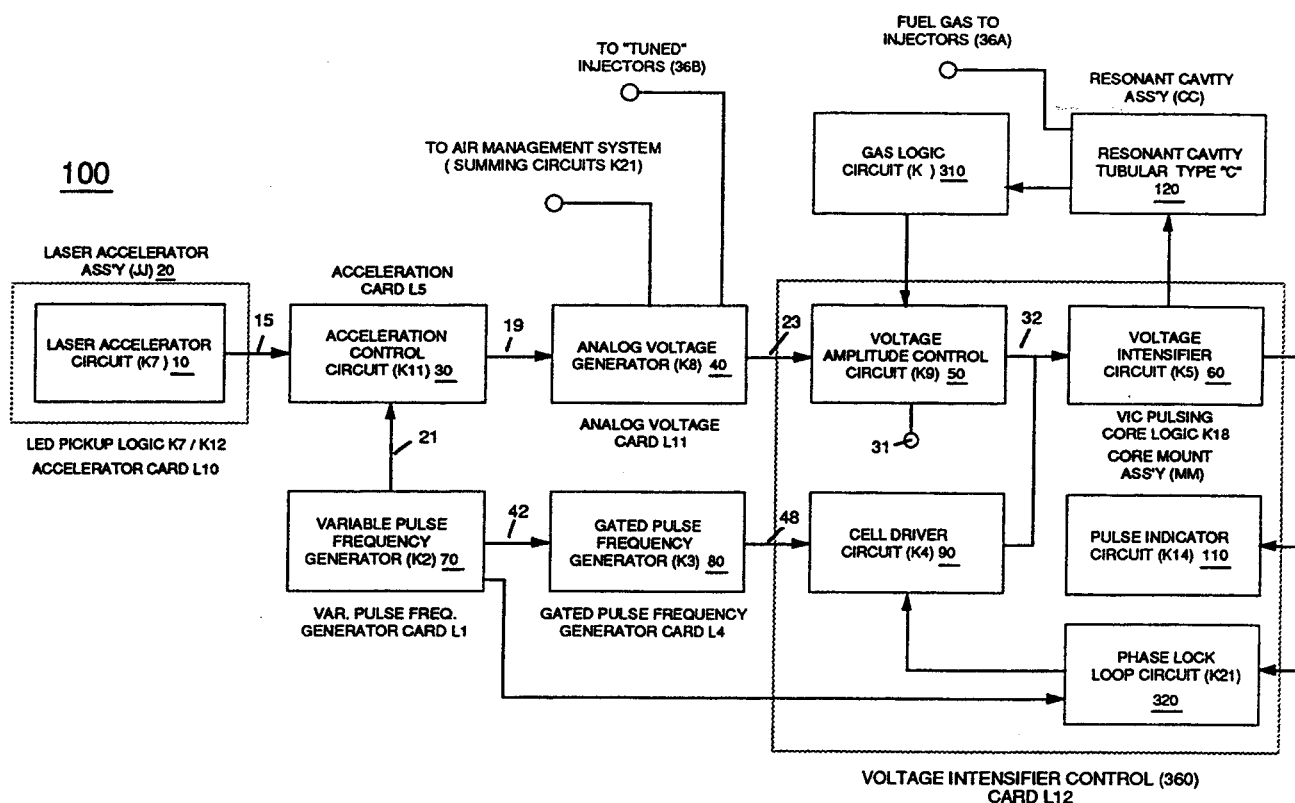 FUEL GAS TO
INJECTORS (36A)
TO "TUNED"
INJECTORS (36B)
RESONANT CAVITY
ASS'Y (CC)
TO AIR MANAGEMENT SYSTEM
( SUMMING CIRCUITS K21)
100
GAS LOGIC
CIRCUIT (K ) 310
RESONANT CAVITY
TUBULAR TYPE "C"
120
LASER ACCELERATOR
ASS'Y (JJ) 20
ACCELERATION
CARD L5
LASER ACCELERATOR
CIRCUIT (K7 ) 10
15
ACCELERATION
CONTROL
CIRCUIT (K11) 30
19
ANALOG VOLTAGE
GENERATOR (K8) 40
23
VOLTAGE
AMPLITUDE CONTROL
CIRCUIT (K9) 50
32
VOLTAGE
INTENSIFIER
CIRCUIT (K5) 60
LED PICKUP LOGIC K7 / K12
ACCELERATOR CARD L10
21
ANALOG VOLTAGE
CARD L11
31
VIC PULSING
CORE LOGIC K18
CORE MOUNT
ASS'Y (MM)
VARIABLE PULSE
FREQUENCY
GENERATOR (K2) 70
42
GATED PULSE
FREQUENCY
GENERATOR (K3) 80
48
CELL DRIVER
CIRCUIT (K4) 90
PULSE INDICATOR
CIRCUIT (K14) 110
VAR. PULSE FREQ.
GENERATOR CARD L1
GATED PULSE FREQUENCY
GENERATOR CARD L4
PHASE LOCK
LOOP CIRCUIT (K21)
320
VOLTAGE INTENSIFIER CONTROL (360)
CARD L12